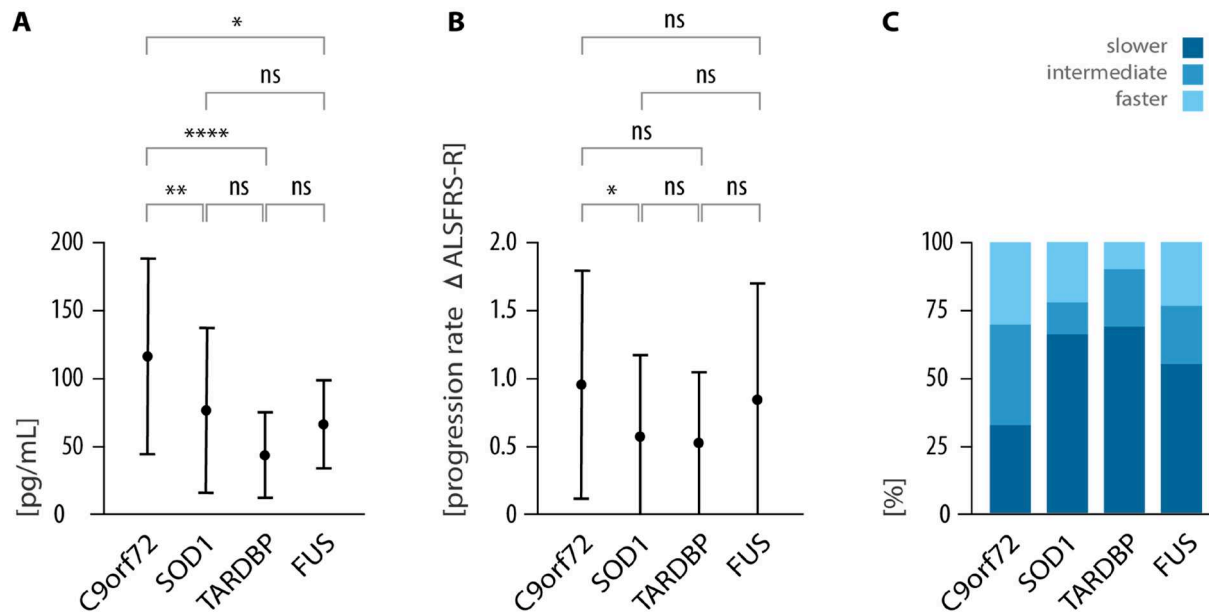 A
*
ns
****
**
ns
ns
[pg/mL]
200
150
100
50
0
C9orf72
SOD1
TARDBP
FUS
B
ns
ns
ns
*
ns
ns
[progression rate Δ ALSFRS-R]
2.0
1.5
1.0
0.5
0
C9orf72
SOD1
TARDBP
FUS
C
slower
intermediate
faster
[%]
100
75
50
25
0
C9orf72
SOD1
TARDBP
FUS